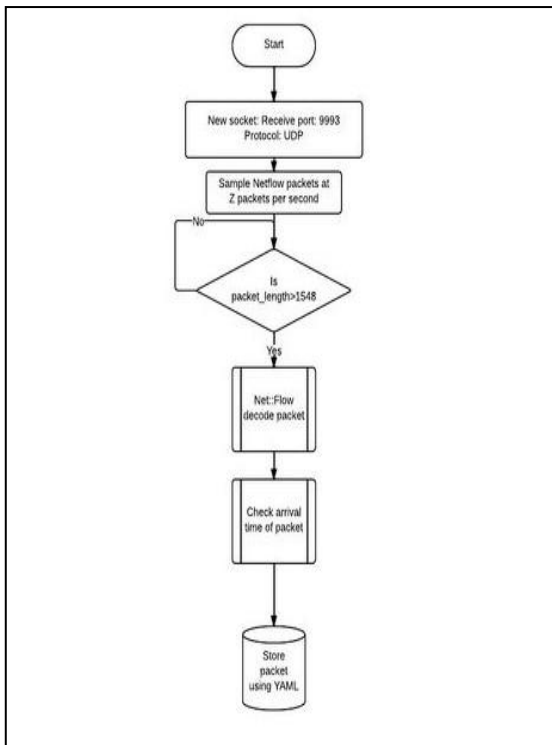 Start
New socket: Receive port: 9993
Protocol: UDP
Sample Netflow packets at
Z packets per second
No
Is
packet_length>1548
Yes
Net::Flow
decode packet
Check arrival
time of packet
Store
packet
using YAML